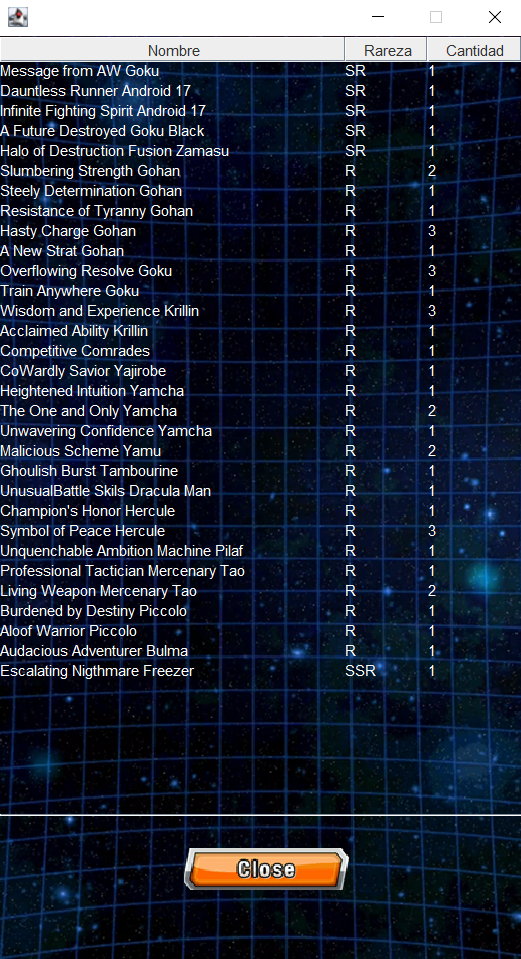 Nombre Rareza Cantidad
Message from AW Goku SR 1
Dauntless Runner Android 17 SR 1
Infinite Fighting Spirit Android 17 SR 1
A Future Destroyed Goku Black SR 1
Halo of Destruction Fusion Zamasu SR 1
Slumbering Strength Gohan R 2
Steely Determination Gohan R 1
Resistance of Tyranny Gohan R 1
Hasty Charge Gohan R 3
A New Strat Gohan R 1
Overflowing Resolve Goku R 3
Train Anywhere Goku R 1
Wisdom and Experience Krillin R 3
Acclaimed Ability Krillin R 1
Competitive Comrades R 1
CoWardly Savior Yajirobe R 1
Heightened Intuition Yamcha R 1
The One and Only Yamcha R 2
Unwavering Confidence Yamcha R 1
Malicious Scheme Yamu R 2
Ghoulish Burst Tambourine R 1
UnusualBattle Skils Dracula Man R 1
Champion's Honor Hercule R 1
Symbol of Peace Hercule R 3
Unquenchable Ambition Machine Pilaf R 1
Professional Tactician Mercenary Tao R 1
Living Weapon Mercenary Tao R 2
Burdened by Destiny Piccolo R 1
Aloof Warrior Piccolo R 1
Audacious Adventurer Bulma R 1
Escalating Nigthmare Freezer SSR 1
Close